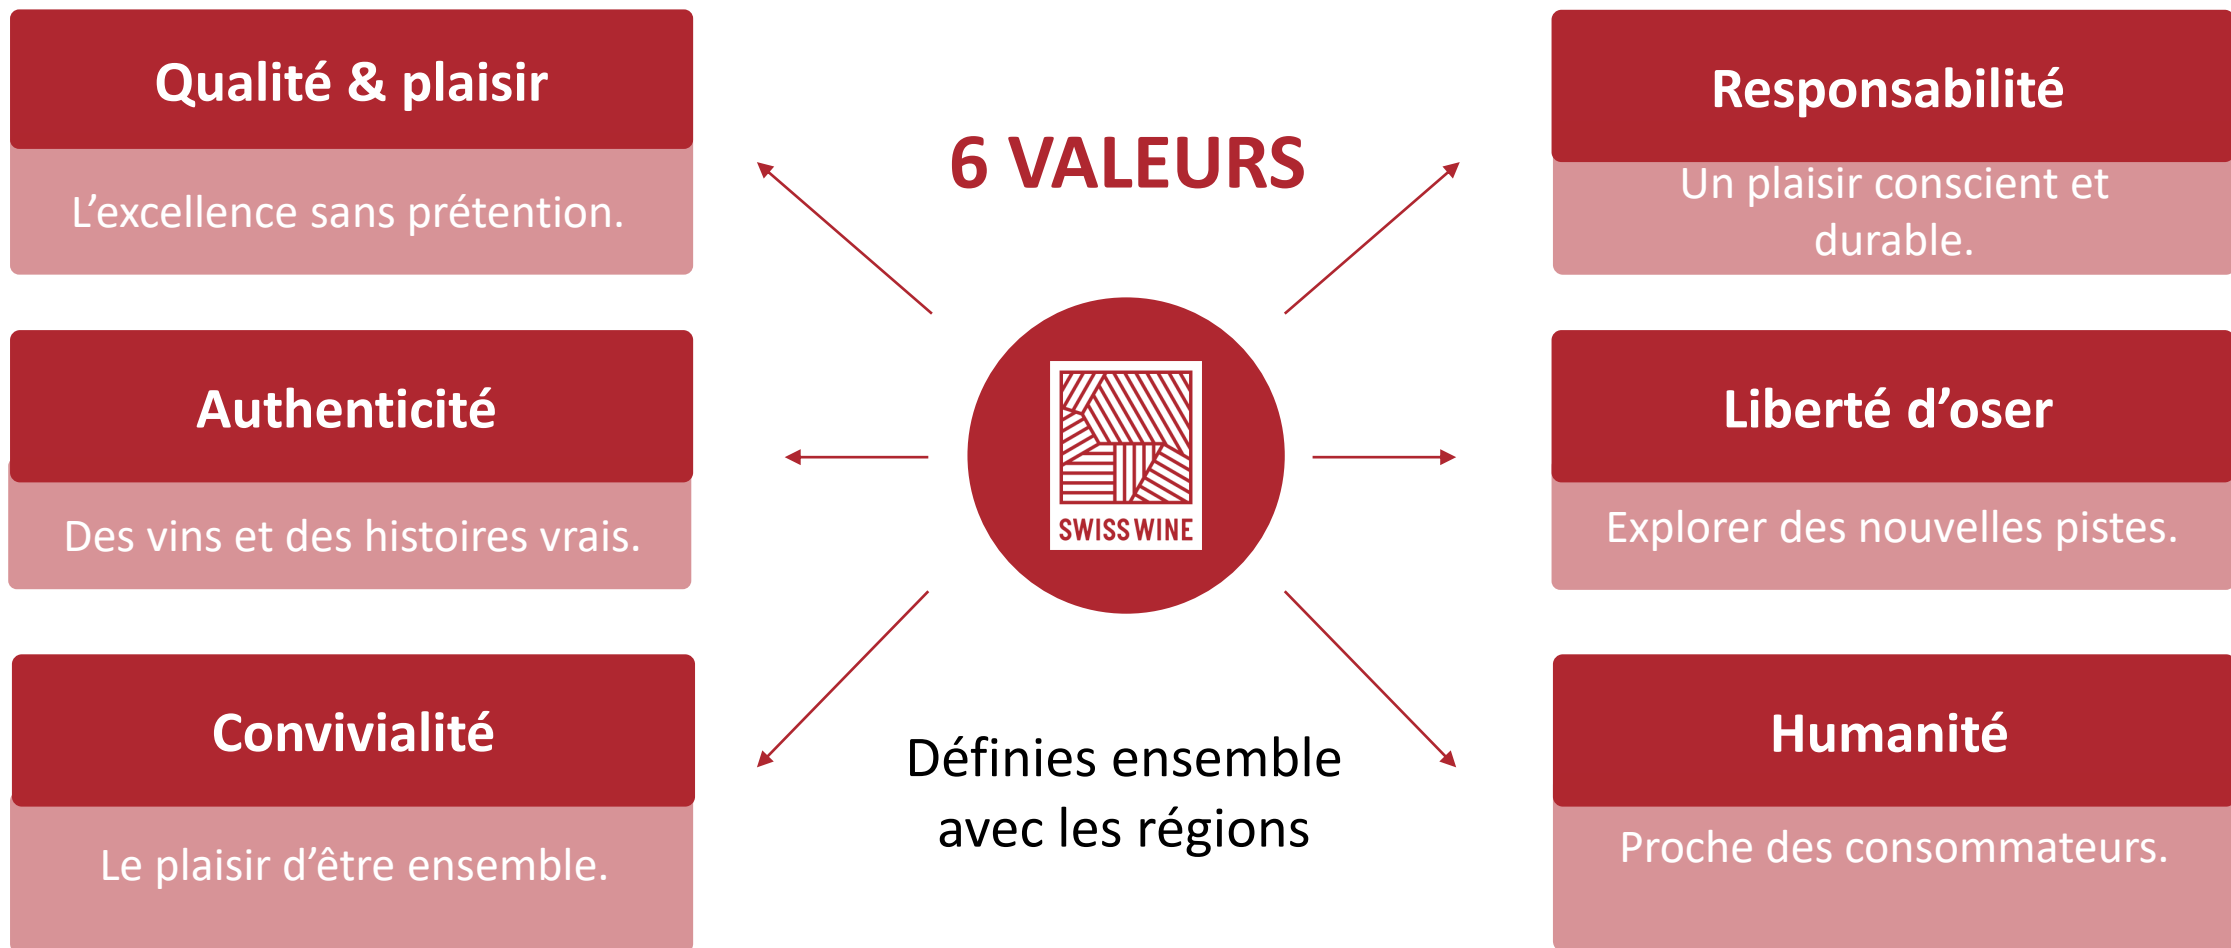 Qualité & plaisir
L’excellence sans prétention.
Authenticité
Des vins et des histoires vrais.
Convivialité
Le plaisir d’être ensemble.
6 VALEURS
SWISS WINE
Définies ensemble
avec les régions
Responsabilité
Un plaisir conscient et
durable.
Liberté d’oser
Explorer des nouvelles pistes.
Humanité
Proche des consommateurs.